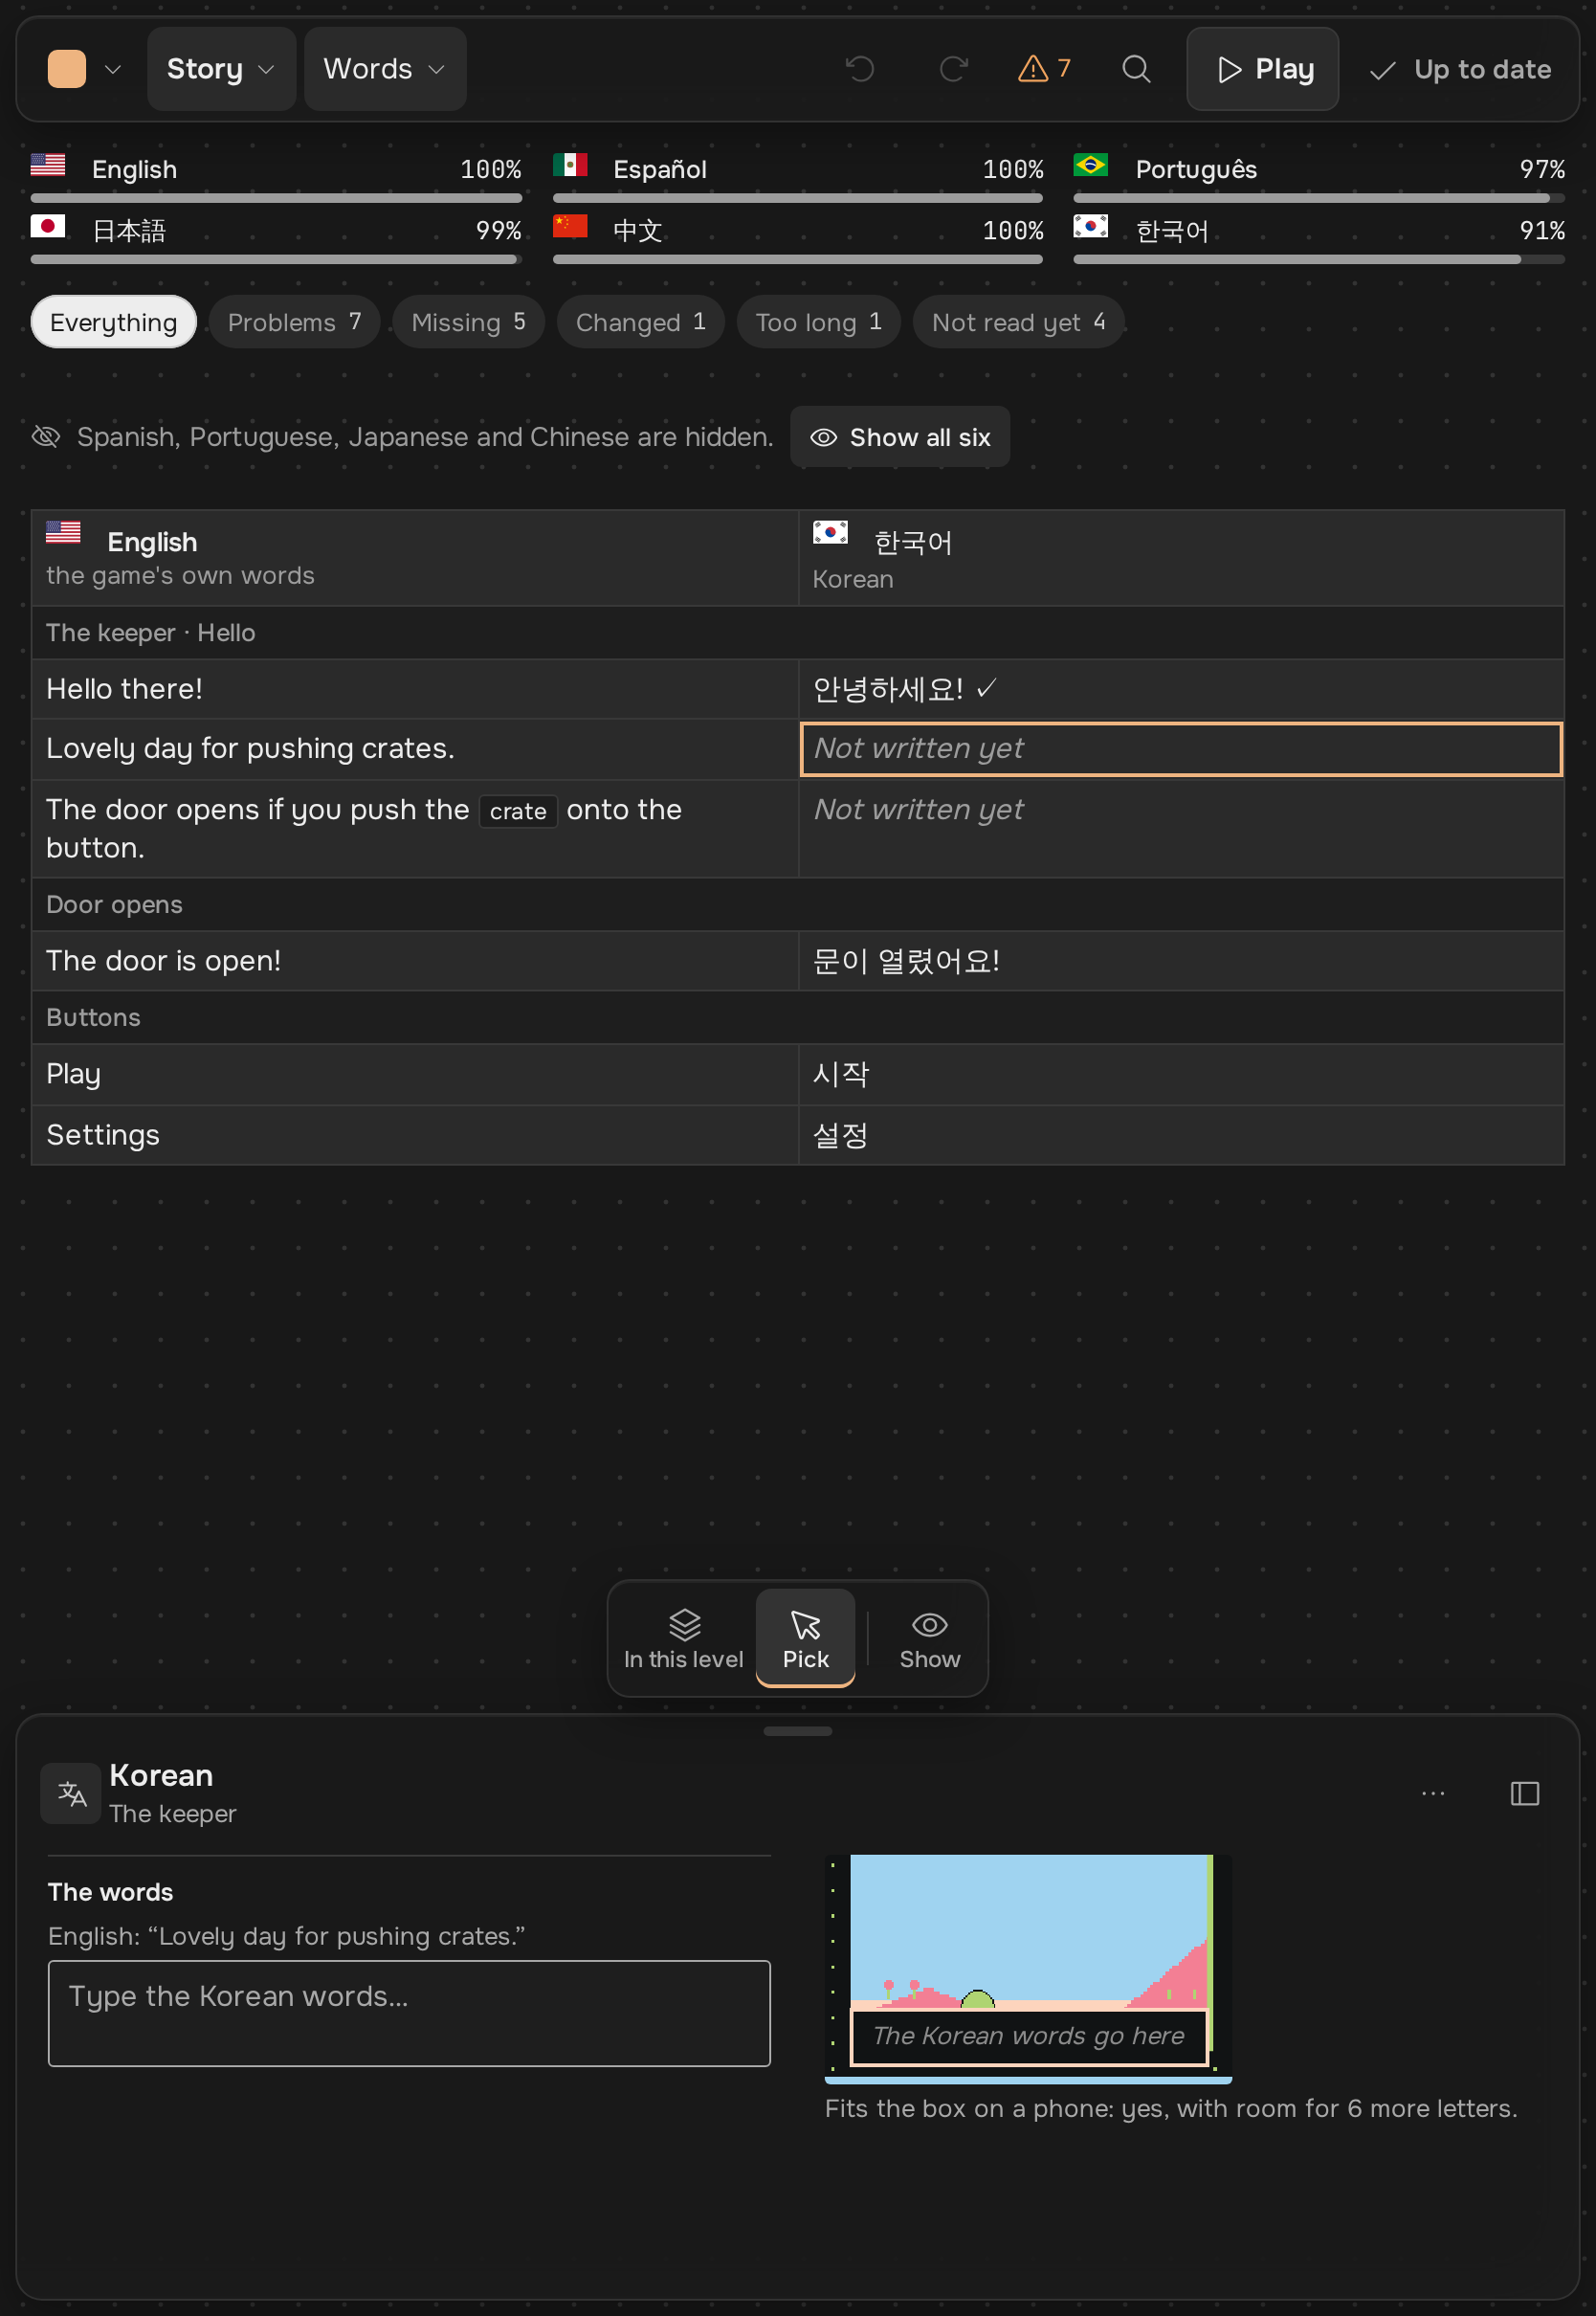 Story Words 7 Play Up to date
English 100% Español 100% Português 97%
日本語 99% 中文 100% 한국어 91%
Everything Problems 7 Missing 5 Changed 1 Too long 1 Not read yet 4
Spanish, Portuguese, Japanese and Chinese are hidden. Show all six
English 한국어
the game's own words Korean
The keeper · Hello
Hello there! 안녕하세요! ✓
Lovely day for pushing crates. Not written yet
The door opens if you push the crate onto the Not written yet
button.
Door opens
The door is open! 문이 열렸어요!
Buttons
Play 시작
Settings 설정
In this level Pick Show
Korean
The keeper
The words
English: “Lovely day for pushing crates.”
Type the Korean words...
The Korean words go here
Fits the box on a phone: yes, with room for 6 more letters.